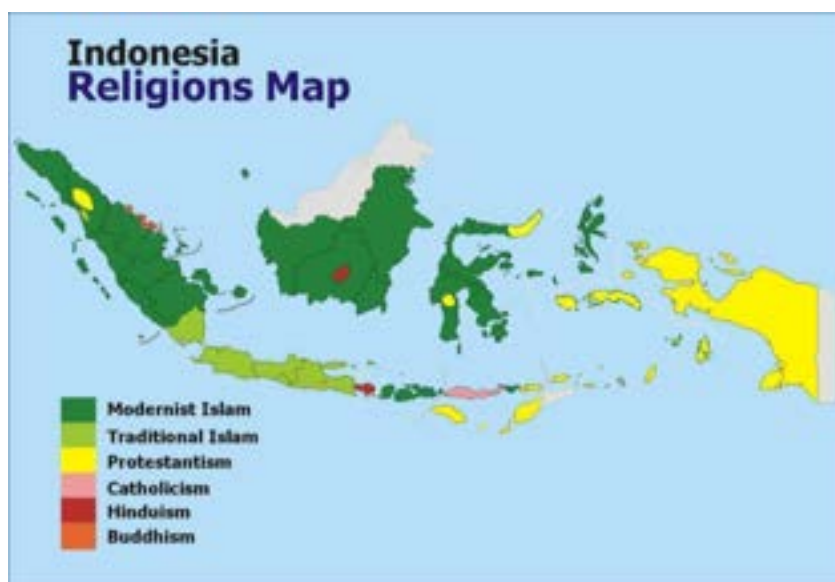 Indonesia
Religions Map
Modernist Islam
Traditional Islam
Protestantism
Catholicism
Hinduism
Buddhism